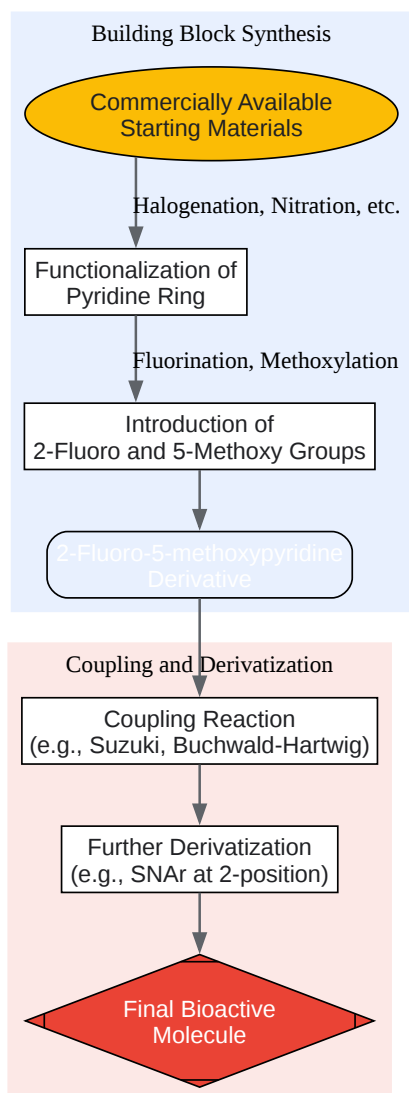 Building Block Synthesis
Commercially Available
Starting Materials
Halogenation, Nitration, etc.
Functionalization of
Pyridine Ring
Fluorination, Methoxylation
Introduction of
2-Fluoro and 5-Methoxy Groups
2-Fluoro-5-methoxypyridine
Derivative
Coupling and Derivatization
Coupling Reaction
(e.g., Suzuki, Buchwald-Hartwig)
Further Derivatization
(e.g., SNAr at 2-position)
Final Bioactive
Molecule